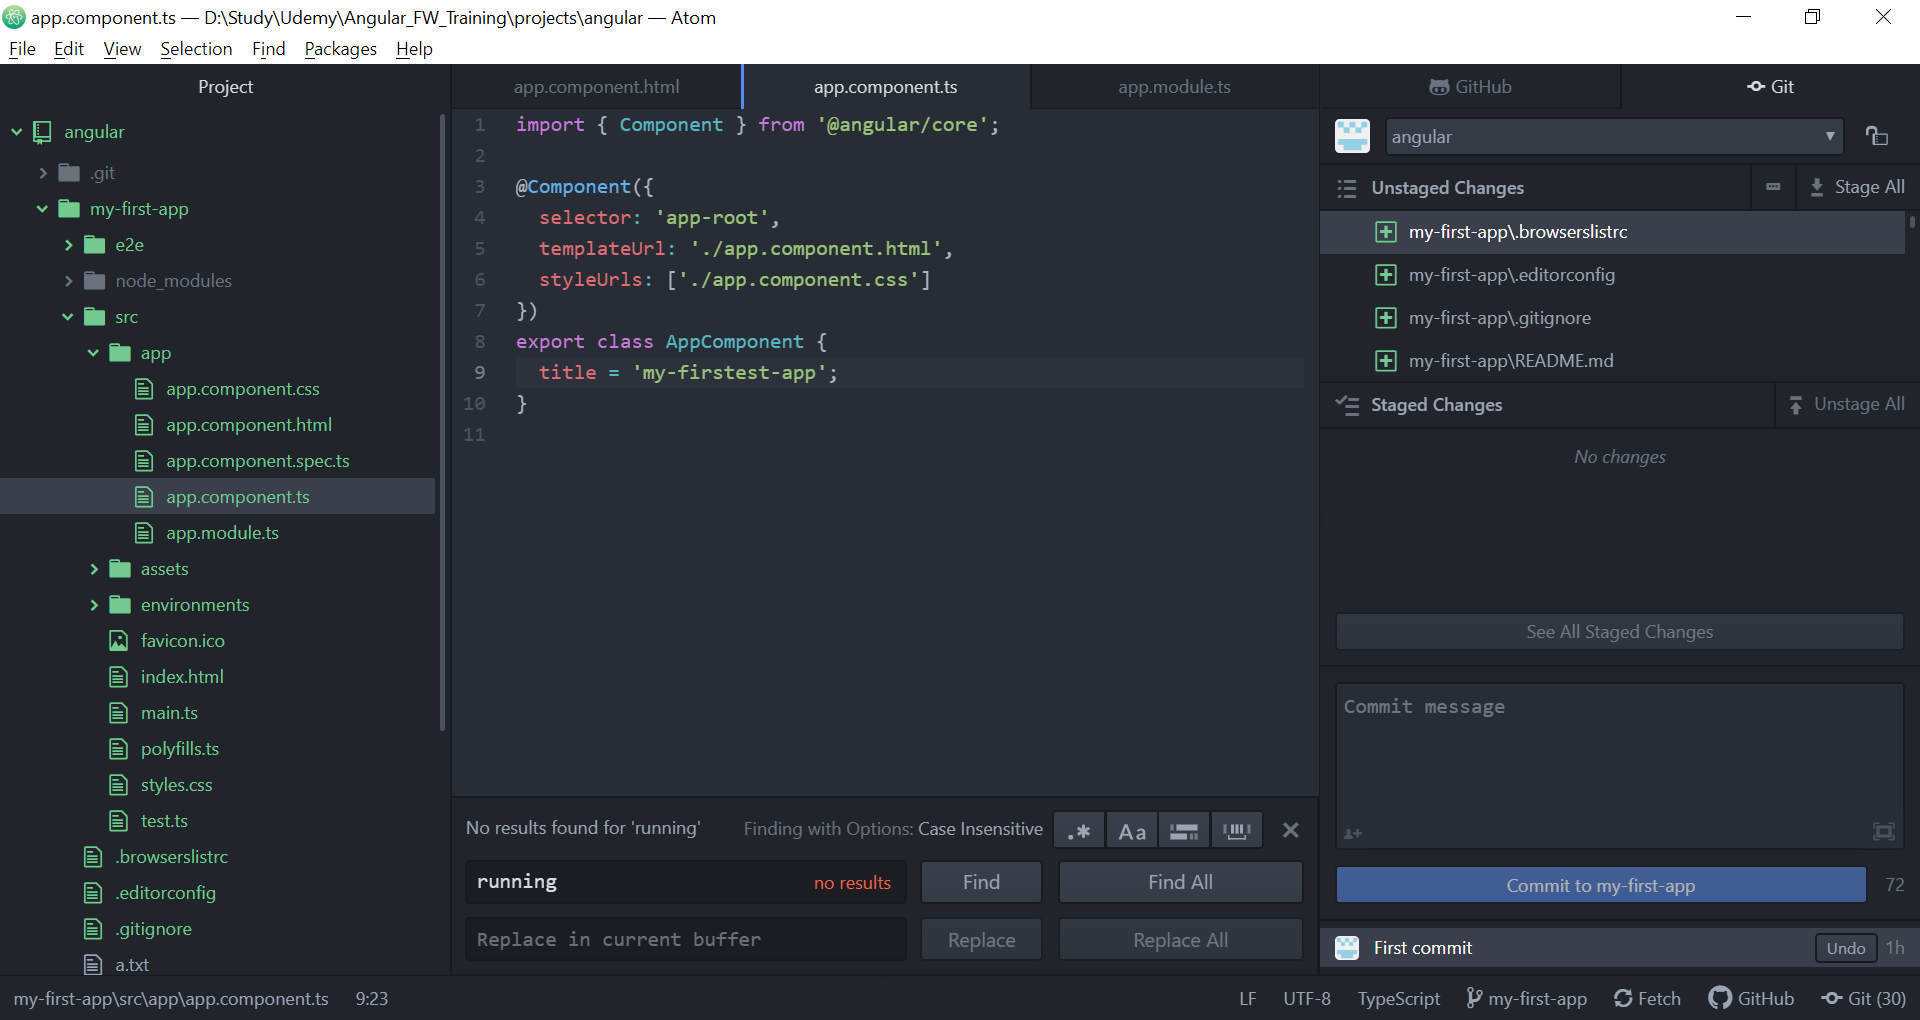 app.component.ts — D:\Study\Udemy\Angular_FW_Training\projects\angular — Atom
File Edit View Selection Find Packages Help
Project
angular
.git
my-first-app
e2e
node_modules
src
app
app.component.css
app.component.html
app.component.spec.ts
app.component.ts
app.module.ts
assets
environments
favicon.ico
index.html
main.ts
polyfills.ts
styles.css
test.ts
.browserslistrc
.editorconfig
.gitignore
a.txt
app.component.html app.component.ts app.module.ts
1 import { Component } from '@angular/core';
2
3 @Component({
4 selector: 'app-root',
5 templateUrl: './app.component.html',
6 styleUrls: ['./app.component.css']
7 })
8 export class AppComponent {
9 title = 'my-firstest-app';
10 }
11
No results found for 'running' Finding with Options: Case Insensitive .* Aa
running no results Find Find All
Replace in current buffer Replace Replace All
GitHub Git
angular
Unstaged Changes Stage All
my-first-app\.browserslistrc
my-first-app\.editorconfig
my-first-app\.gitignore
my-first-app\README.md
Staged Changes Unstage All
No changes
See All Staged Changes
Commit message
Commit to my-first-app 72
First commit Undo 1h
my-first-app\src\app\app.component.ts 9:23 LF UTF-8 TypeScript my-first-app Fetch GitHub Git (30)